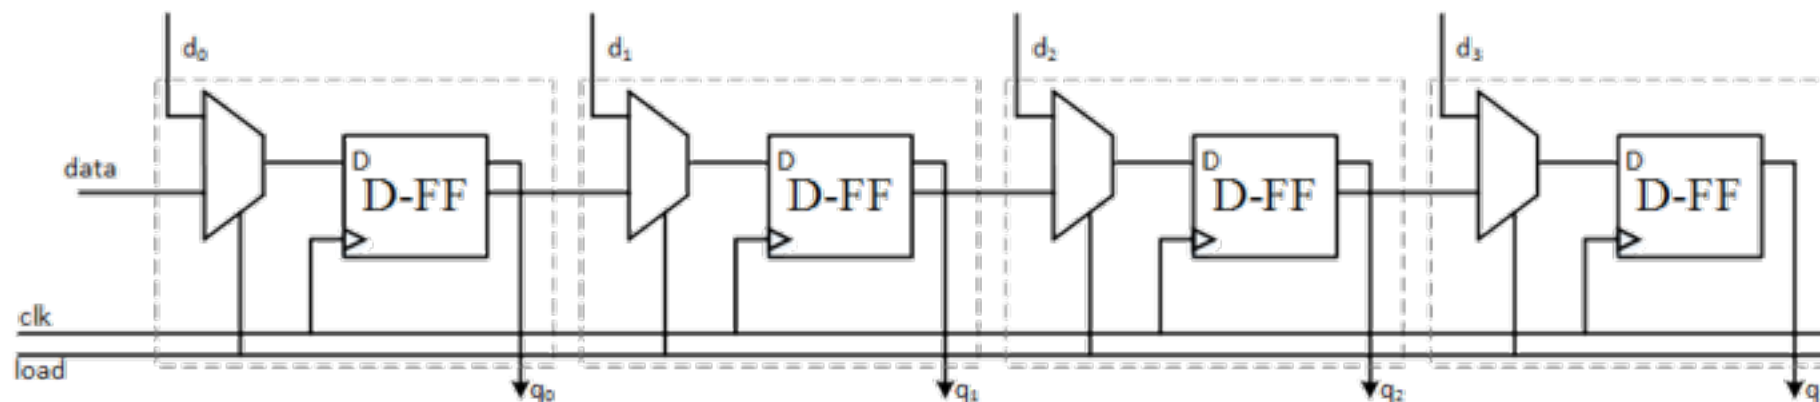 d₀ d₁ d₂ d₃
data
D D D D
D-FF D-FF D-FF D-FF
clk
load
q₀ q₁ q₂ q